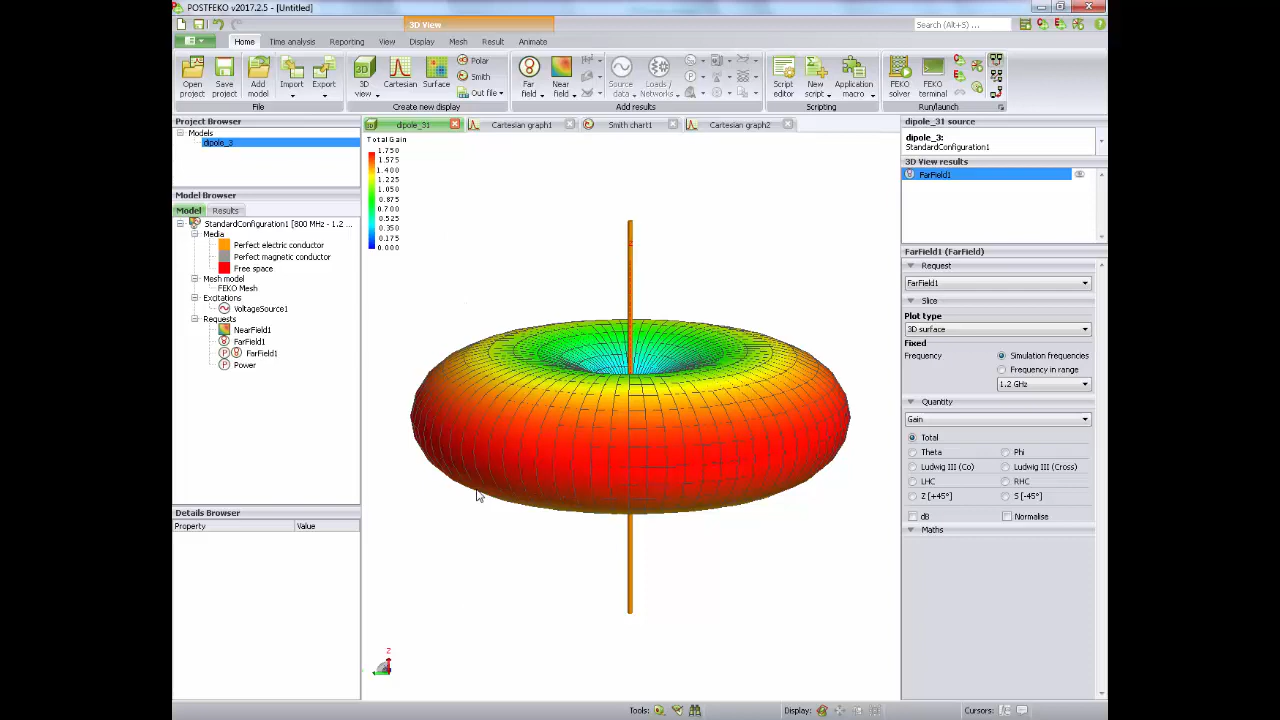 POSTFEKO v2017.2.5 - [Untitled]
3D View
Search (Alt+S)
Home
Time analysis
Reporting
View
Display
Mesh
Result
Animate
Open project
Save project
Add model
Import
Export
File
3D view
Cartesian
Surface
Polar
Smith
Out file
Create new display
Far field
Near field
Source data
Loads / Networks
Add results
Script editor
New script
Application macro
Scripting
FEKO solver
FEKO terminal
Run/launch
Project Browser
Models
dipole_3
Model Browser
Model
Results
StandardConfiguration1 [800 MHz - 1.2 ...
Media
Perfect electric conductor
Perfect magnetic conductor
Free space
Mesh model
FEKO Mesh
Excitations
VoltageSource1
Requests
NearField1
FarField1
FarField1
Power
Details Browser
Property
Value
dipole_31
Cartesian graph1
Smith chart1
Cartesian graph2
Total Gain
1.750
1.575
1.400
1.225
1.050
0.875
0.700
0.525
0.350
0.175
0.000
Z
Z
dipole_31 source
dipole_3:
StandardConfiguration1
3D View results
FarField1
FarField1 (FarField)
Request
FarField1
Slice
Plot type
3D surface
Fixed
Frequency
Simulation frequencies
Frequency in range
1.2 GHz
Quantity
Gain
Total
Theta
Phi
Ludwig III (Co)
Ludwig III (Cross)
LHC
RHC
Z [+45°]
S [-45°]
dB
Normalise
Maths
Tools:
Display:
Cursors: